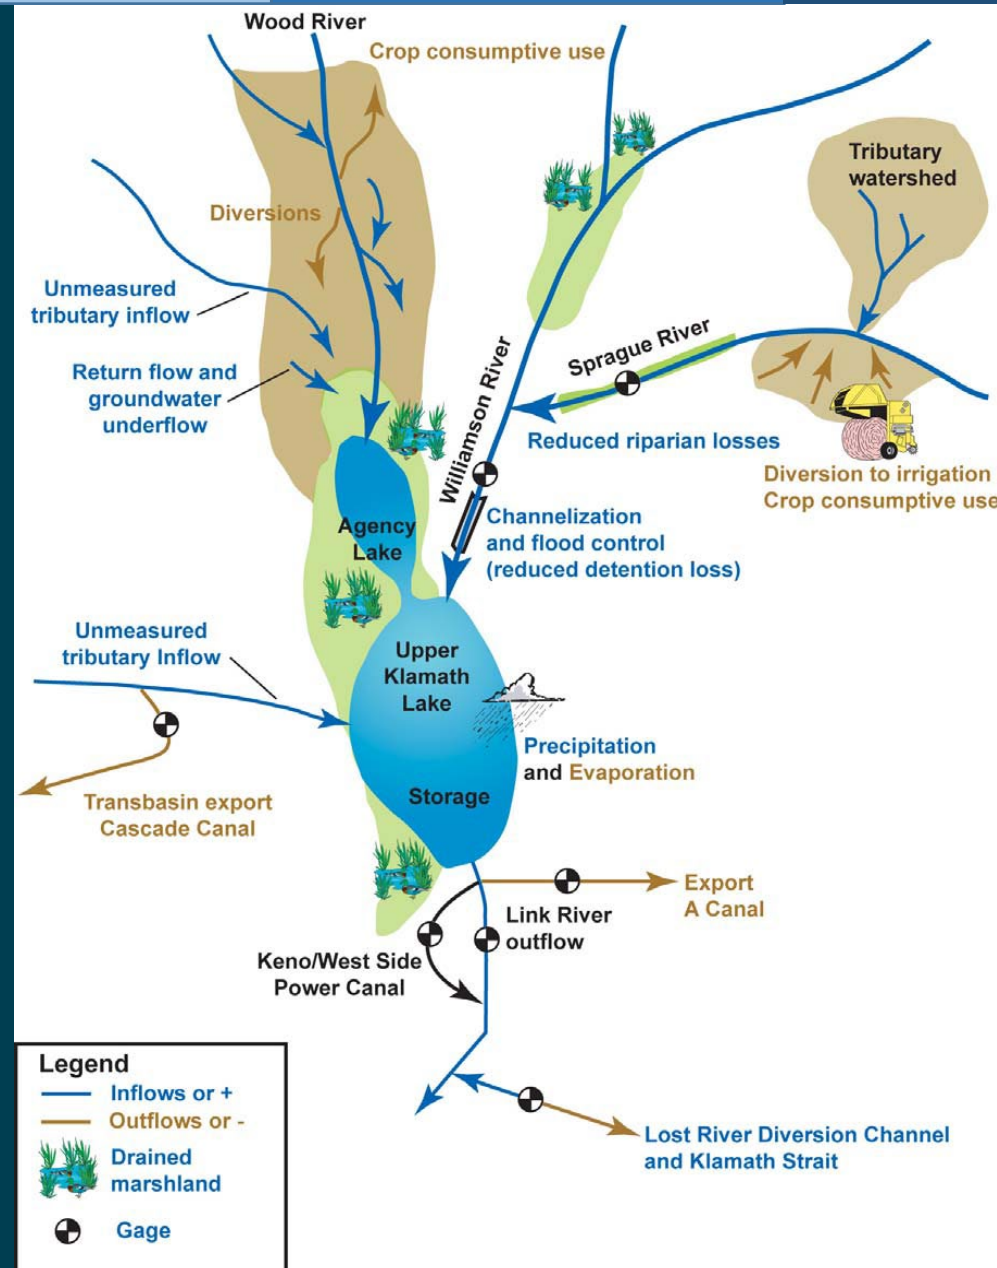 Wood River
Crop consumptive use
Tributary
watershed
Diversions
Unmeasured
tributary inflow
Return flow and
groundwater
underflow
Williamson River
Sprague River
Reduced riparian losses
Diversion to irrigation
Crop consumptive use
Channelization
and flood control
(reduced detention loss)
Agency
Lake
Unmeasured
tributary Inflow
Upper
Klamath
Lake
Precipitation
and Evaporation
Storage
Transbasin export
Cascade Canal
Export
A Canal
Link River
outflow
Keno/West Side
Power Canal
Lost River Diversion Channel
and Klamath Strait
Legend
Inflows or +
Outflows or -
Drained
marshland
Gage